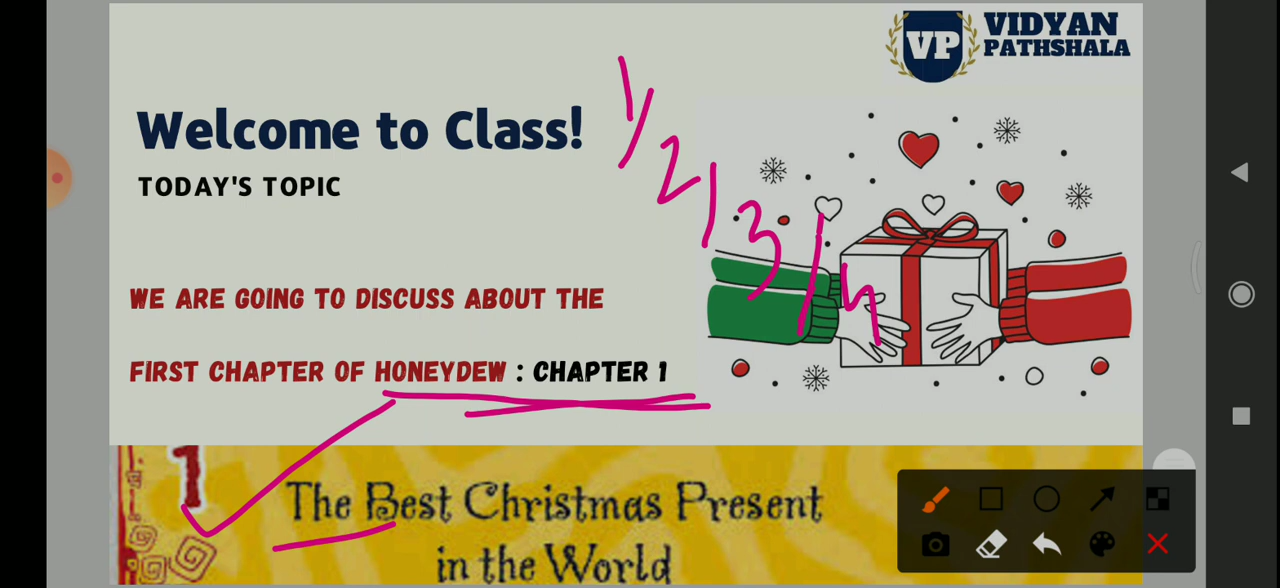 VP VIDYAN
PATHSHALA
Welcome to Class!
TODAY'S TOPIC
1/2/3/4
WE ARE GOING TO DISCUSS ABOUT THE
FIRST CHAPTER OF HONEYDEW : CHAPTER 1
1
The Best Christmas Present
in the World